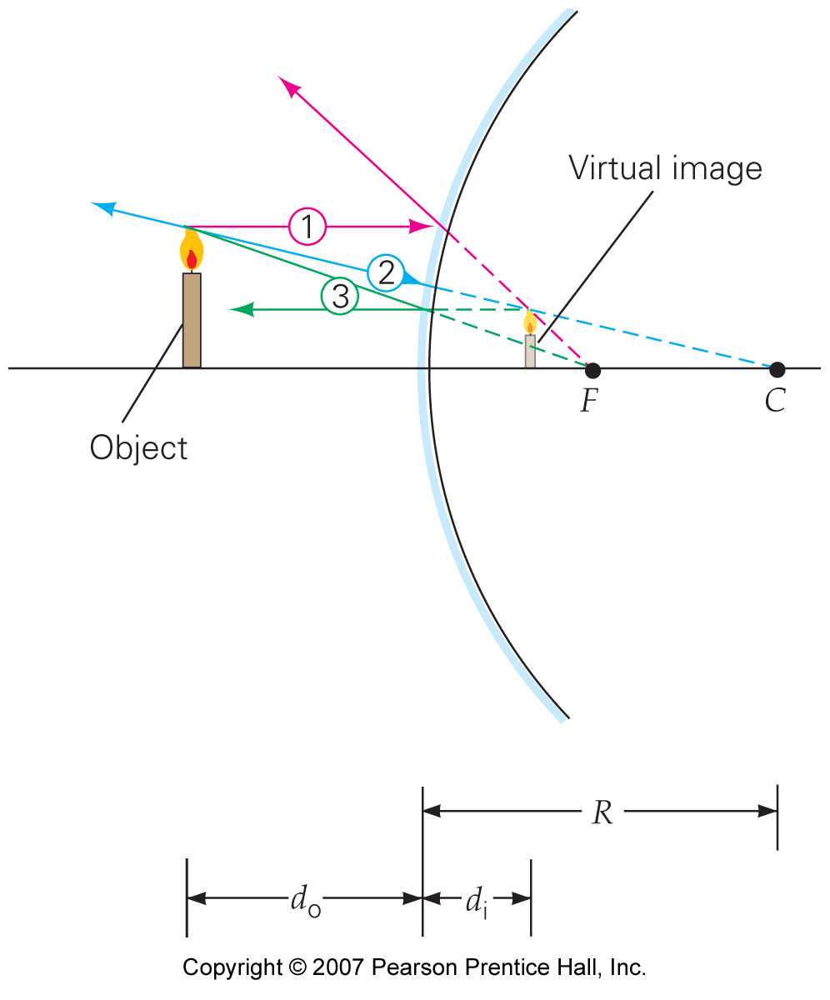 Virtual image
1
2
3
F
C
Object
R
do
di
Copyright © 2007 Pearson Prentice Hall, Inc.